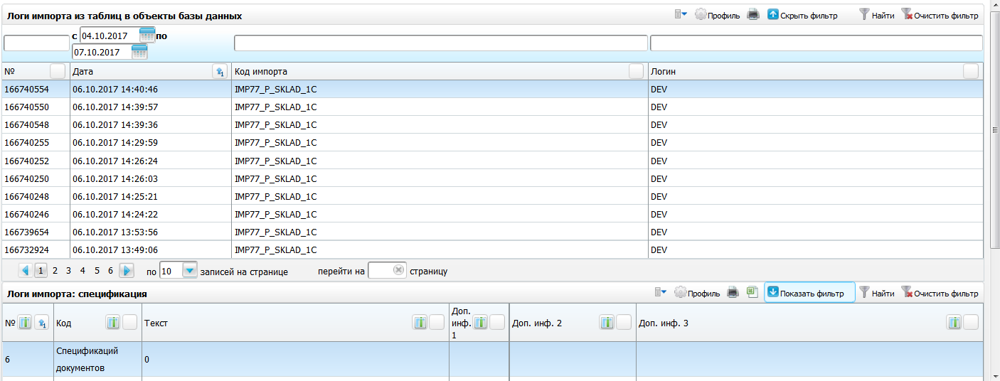 Логи импорта из таблиц в объекты базы данных Профиль Скрыть фильтр Найти Очистить фильтр
с 04.10.2017 по
07.10.2017
№ Дата 1 Код импорта Логин
166740554 06.10.2017 14:40:46 IMP77_P_SKLAD_1C DEV
166740550 06.10.2017 14:39:57 IMP77_P_SKLAD_1C DEV
166740548 06.10.2017 14:39:36 IMP77_P_SKLAD_1C DEV
166740255 06.10.2017 14:29:59 IMP77_P_SKLAD_1C DEV
166740252 06.10.2017 14:26:24 IMP77_P_SKLAD_1C DEV
166740250 06.10.2017 14:26:03 IMP77_P_SKLAD_1C DEV
166740248 06.10.2017 14:25:21 IMP77_P_SKLAD_1C DEV
166740246 06.10.2017 14:24:22 IMP77_P_SKLAD_1C DEV
166739654 06.10.2017 13:53:56 IMP77_P_SKLAD_1C DEV
166732924 06.10.2017 13:49:06 IMP77_P_SKLAD_1C DEV
1 2 3 4 5 6 по 10 записей на странице перейти на страницу
Логи импорта: спецификация Профиль Показать фильтр Найти Очистить фильтр
№ 1 Код Текст Доп. инф. 1 Доп. инф. 2 Доп. инф. 3
6 Спецификаций документов 0